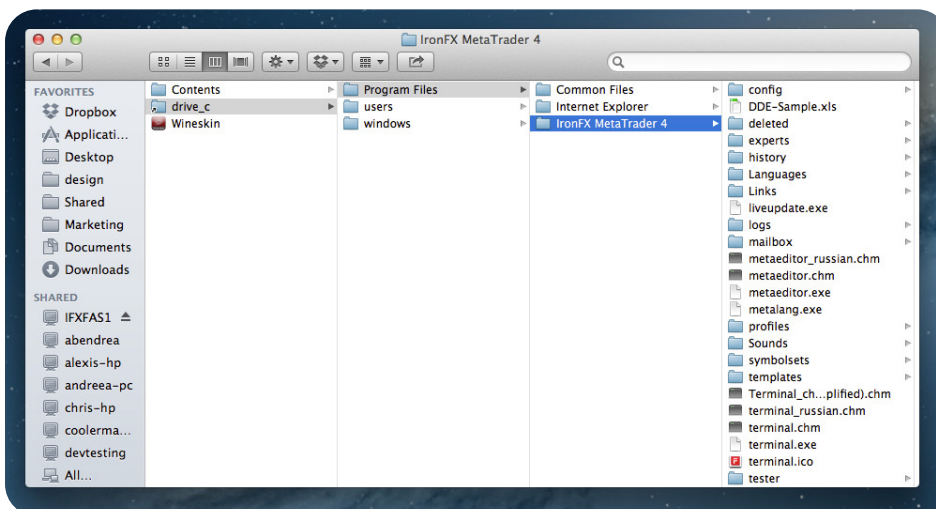 IronFX MetaTrader 4
FAVORITES
Dropbox
Applicati...
Desktop
design
Shared
Marketing
Documents
Downloads
SHARED
IFXFAS1
abendrea
alexis-hp
andreea-pc
chris-hp
coolerma...
devtesting
All...
Contents
drive_c
Wineskin
Program Files
users
windows
Common Files
Internet Explorer
IronFX MetaTrader 4
config
DDE-Sample.xls
deleted
experts
history
Languages
Links
liveupdate.exe
logs
mailbox
metaeditor_russian.chm
metaeditor.chm
metaeditor.exe
metalang.exe
profiles
Sounds
symbolsets
templates
Terminal_ch...plified).chm
terminal_russian.chm
terminal.chm
terminal.exe
terminal.ico
tester